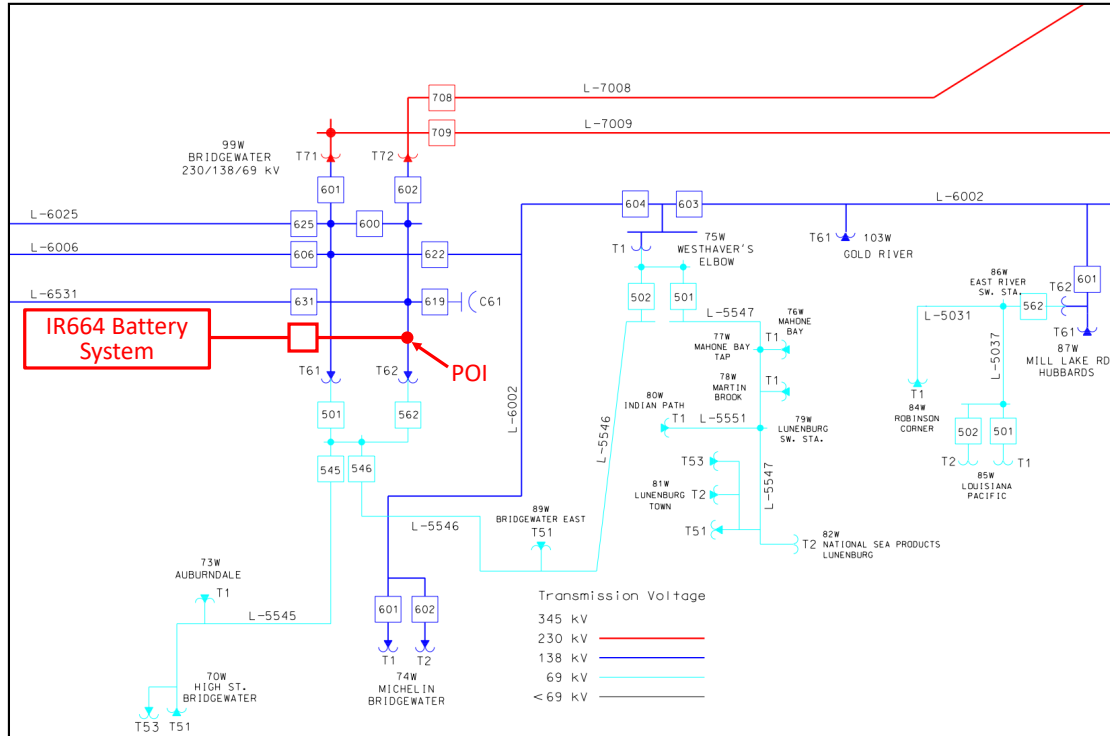 L-7008
708
L-7009
709
99W
BRIDGEWATER
230/138/69 kV
T71
T72
601
602
L-6025
625
600
L-6006
606
622
L-6531
631
619
C61
IR664 Battery
System
POI
T61
T62
501
562
545
546
L-6002
604
603
L-6002
T1
75W
WESTHAVER'S
ELBOW
502
501
T61
103W
GOLD RIVER
601
T62
T61
87W
MILL LAKE RD
HUBBARDS
86W
EAST RIVER
SW. STA.
562
L-5031
L-5037
T1
84W
ROBINSON
CORNER
502
501
T2
T1
85W
LOUISIANA
PACIFIC
L-5547
76W
MAHONE
BAY
T1
77W
MAHONE BAY
TAP
78W
MARTIN
BROOK
T1
80W
INDIAN PATH
T1
L-5551
79W
LUNENBURG
SW. STA.
L-5546
L-5547
T53
81W
LUNENBURG
TOWN
T2
T51
T2
82W
NATIONAL SEA PRODUCTS
LUNENBURG
L-5546
89W
BRIDGEWATER EAST
T51
73W
AUBURNDALE
T1
L-5545
70W
HIGH ST.
BRIDGEWATER
T53
T51
601
602
T1
T2
74W
MICHELIN
BRIDGEWATER
Transmission Voltage
345 kV
230 kV
138 kV
69 kV
<69 kV